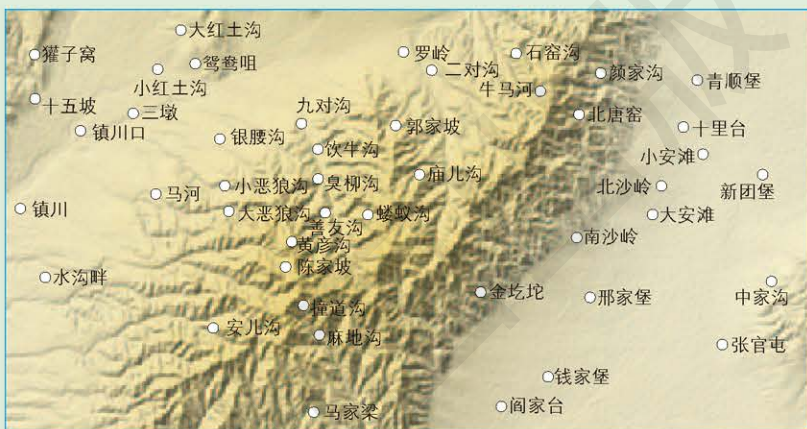 大红土沟
獾子窝
鸳鸯咀
罗岭
石窑沟
二对沟
颜家沟
小红土沟
牛马河
青顺堡
十五坡
三墩
九对沟
北唐窑
镇川口
银腰沟
郭家坡
十里台
饮牛沟
小安滩
臭柳沟
庙儿沟
小恶狼沟
马河
北沙岭
新团堡
镇川
大恶狼沟
蝼蚁沟
大安滩
善友沟
黄彦沟
南沙岭
陈家坡
水沟畔
中家沟
金圪坨
邢家堡
撞道沟
安儿沟
麻地沟
张官屯
钱家堡
阎家台
马家梁
版